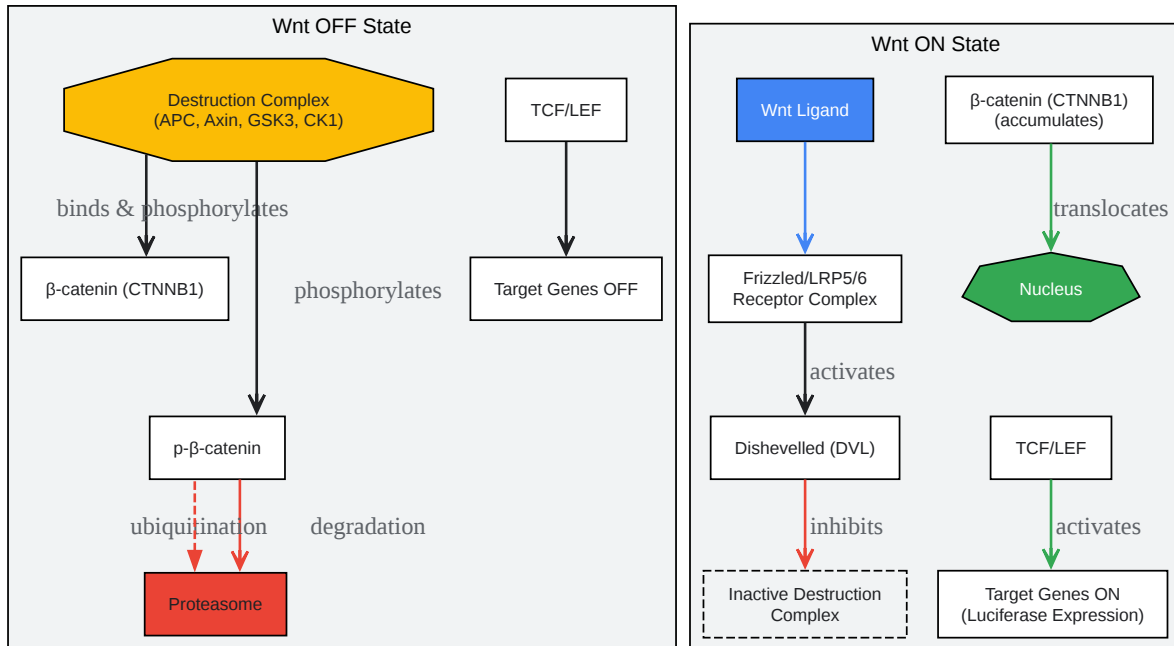 Wnt OFF State
Destruction Complex
(APC, Axin, GSK3, CK1)
TCF/LEF
binds & phosphorylates
β-catenin (CTNNB1)
phosphorylates
Target Genes OFF
p-β-catenin
ubiquitination
degradation
Proteasome
Wnt ON State
Wnt Ligand
β-catenin (CTNNB1)
(accumulates)
translocates
Frizzled/LRP5/6
Receptor Complex
Nucleus
activates
Dishevelled (DVL)
TCF/LEF
inhibits
activates
Inactive Destruction
Complex
Target Genes ON
(Luciferase Expression)